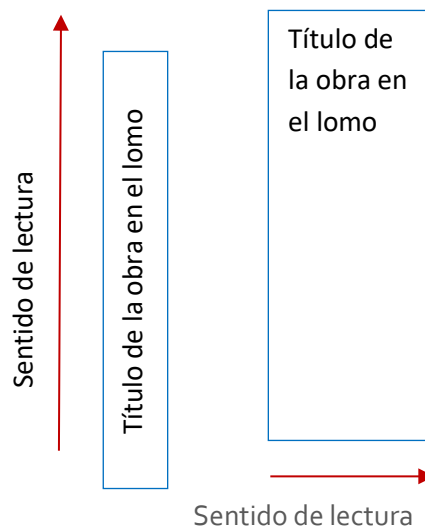 Sentido de lectura
Título de la obra en el lomo
Título de
la obra en
el lomo
Sentido de lectura